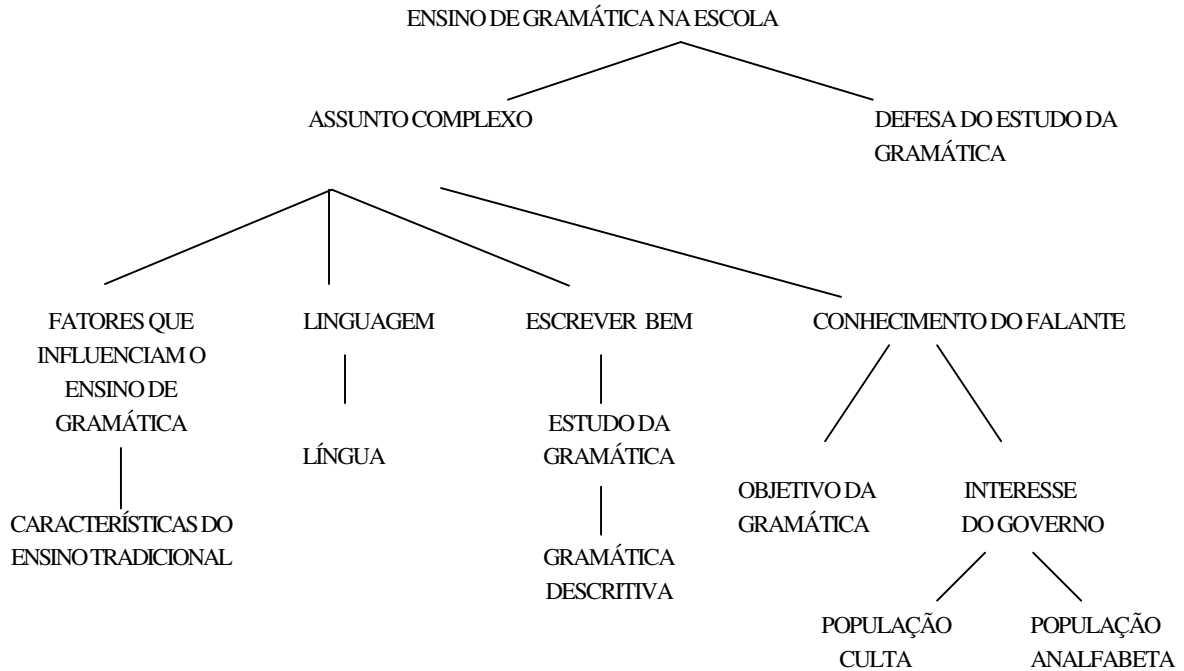 ENSINO DE GRAMÁTICA NA ESCOLA
ASSUNTO COMPLEXO
DEFESA DO ESTUDO DA
GRAMÁTICA
FATORES QUE
INFLUENCIAM O
ENSINO DE
GRAMÁTICA
LINGUAGEM
ESCREVER BEM
CONHECIMENTO DO FALANTE
CARACTERÍSTICAS DO
ENSINO TRADICIONAL
LÍNGUA
ESTUDO DA
GRAMÁTICA
GRAMÁTICA
DESCRITIVA
OBJETIVO DA
GRAMÁTICA
INTERESSE
DO GOVERNO
POPULAÇÃO
CULTA
POPULAÇÃO
ANALFABETA